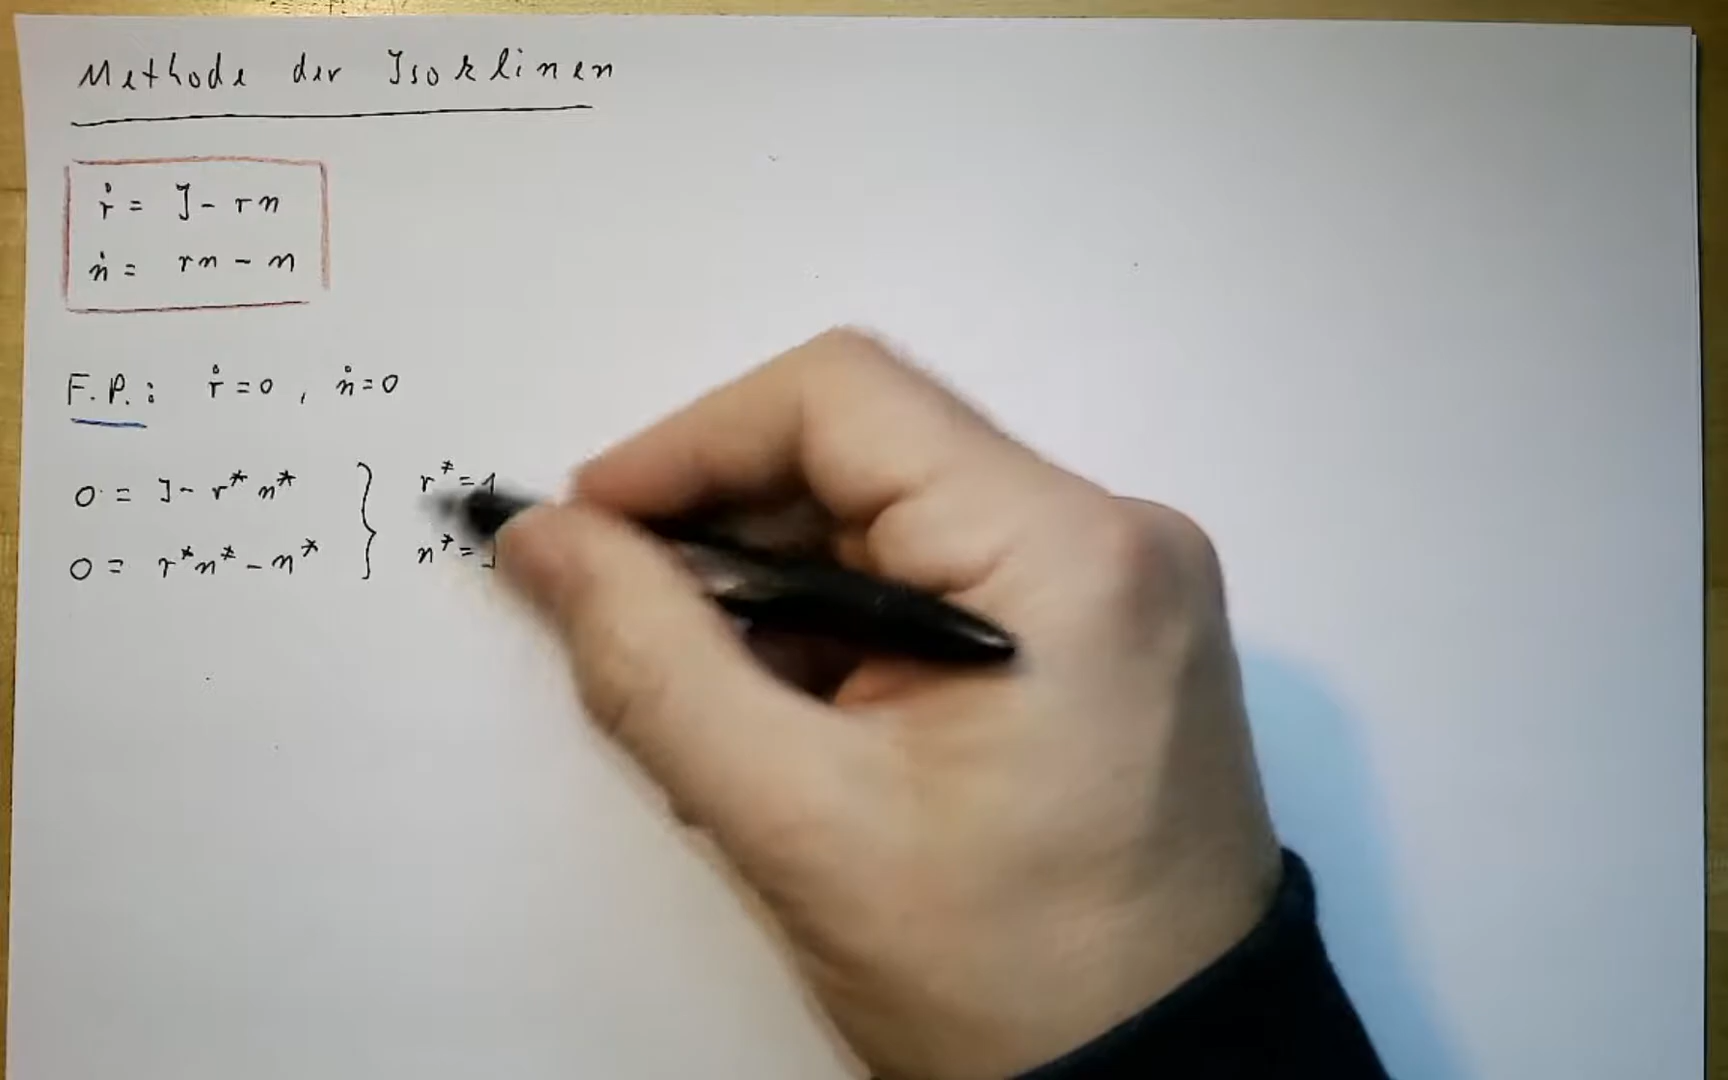 Methode der Isoklinen
ṙ = J - rn
ṅ = rn - n
F.P.: ṙ = 0 , ṅ = 0
0 = J - r* n* } r* = 1
0 = r* n* - n* n* = J